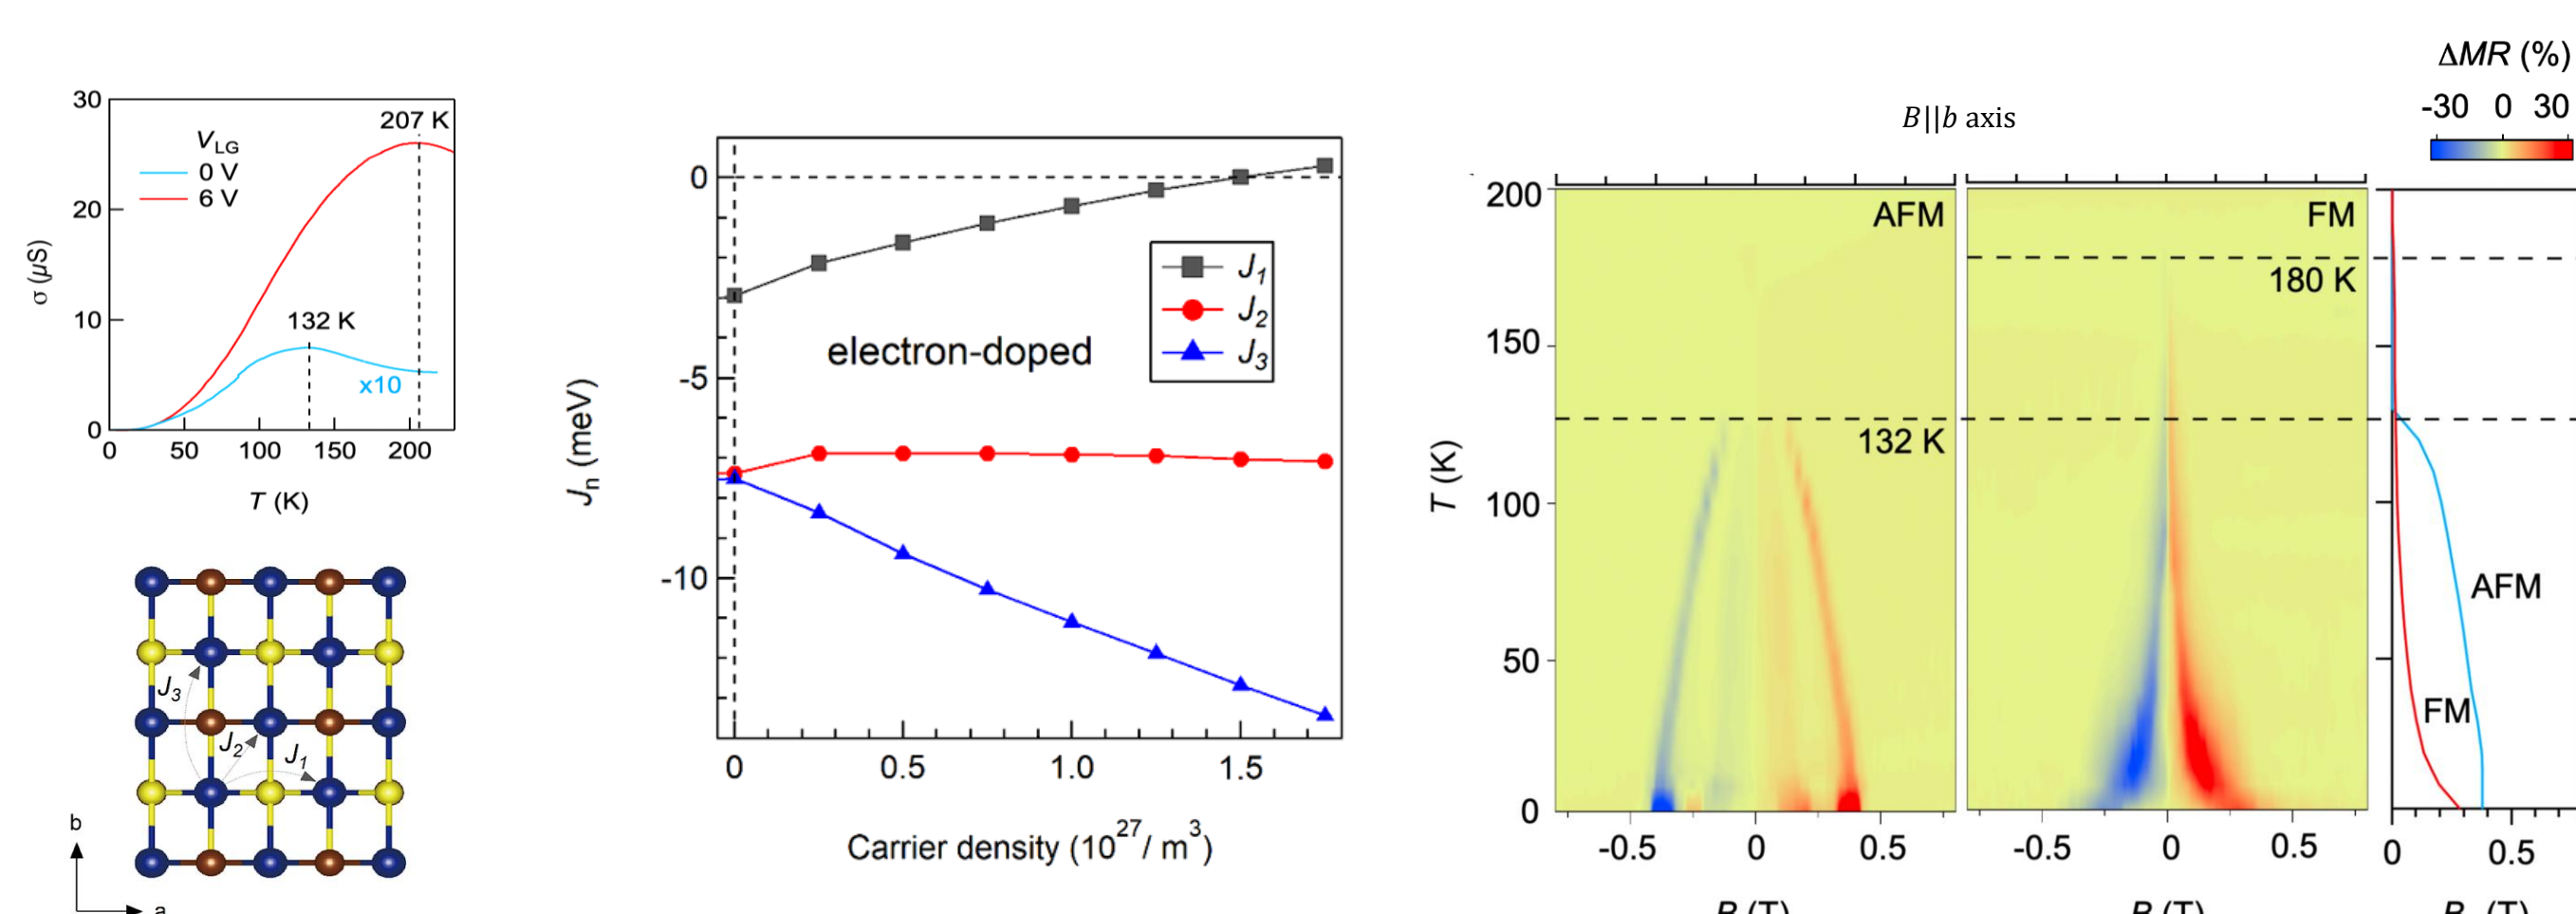 30
20
10
0
σ (μS)
V_LG
0 V
6 V
207 K
132 K
x10
0 50 100 150 200
T (K)
J_3
J_2
J_1
b
a
0
-5
-10
J_n (meV)
electron-doped
J_1
J_2
J_3
0 0.5 1.0 1.5
Carrier density (10^27/ m^3)
B||b axis
ΔMR (%)
-30 0 30
200
150
100
50
0
T (K)
AFM
132 K
FM
180 K
AFM
FM
-0.5 0 0.5
-0.5 0 0.5
0 0.5
B (T)
B (T)
(T)